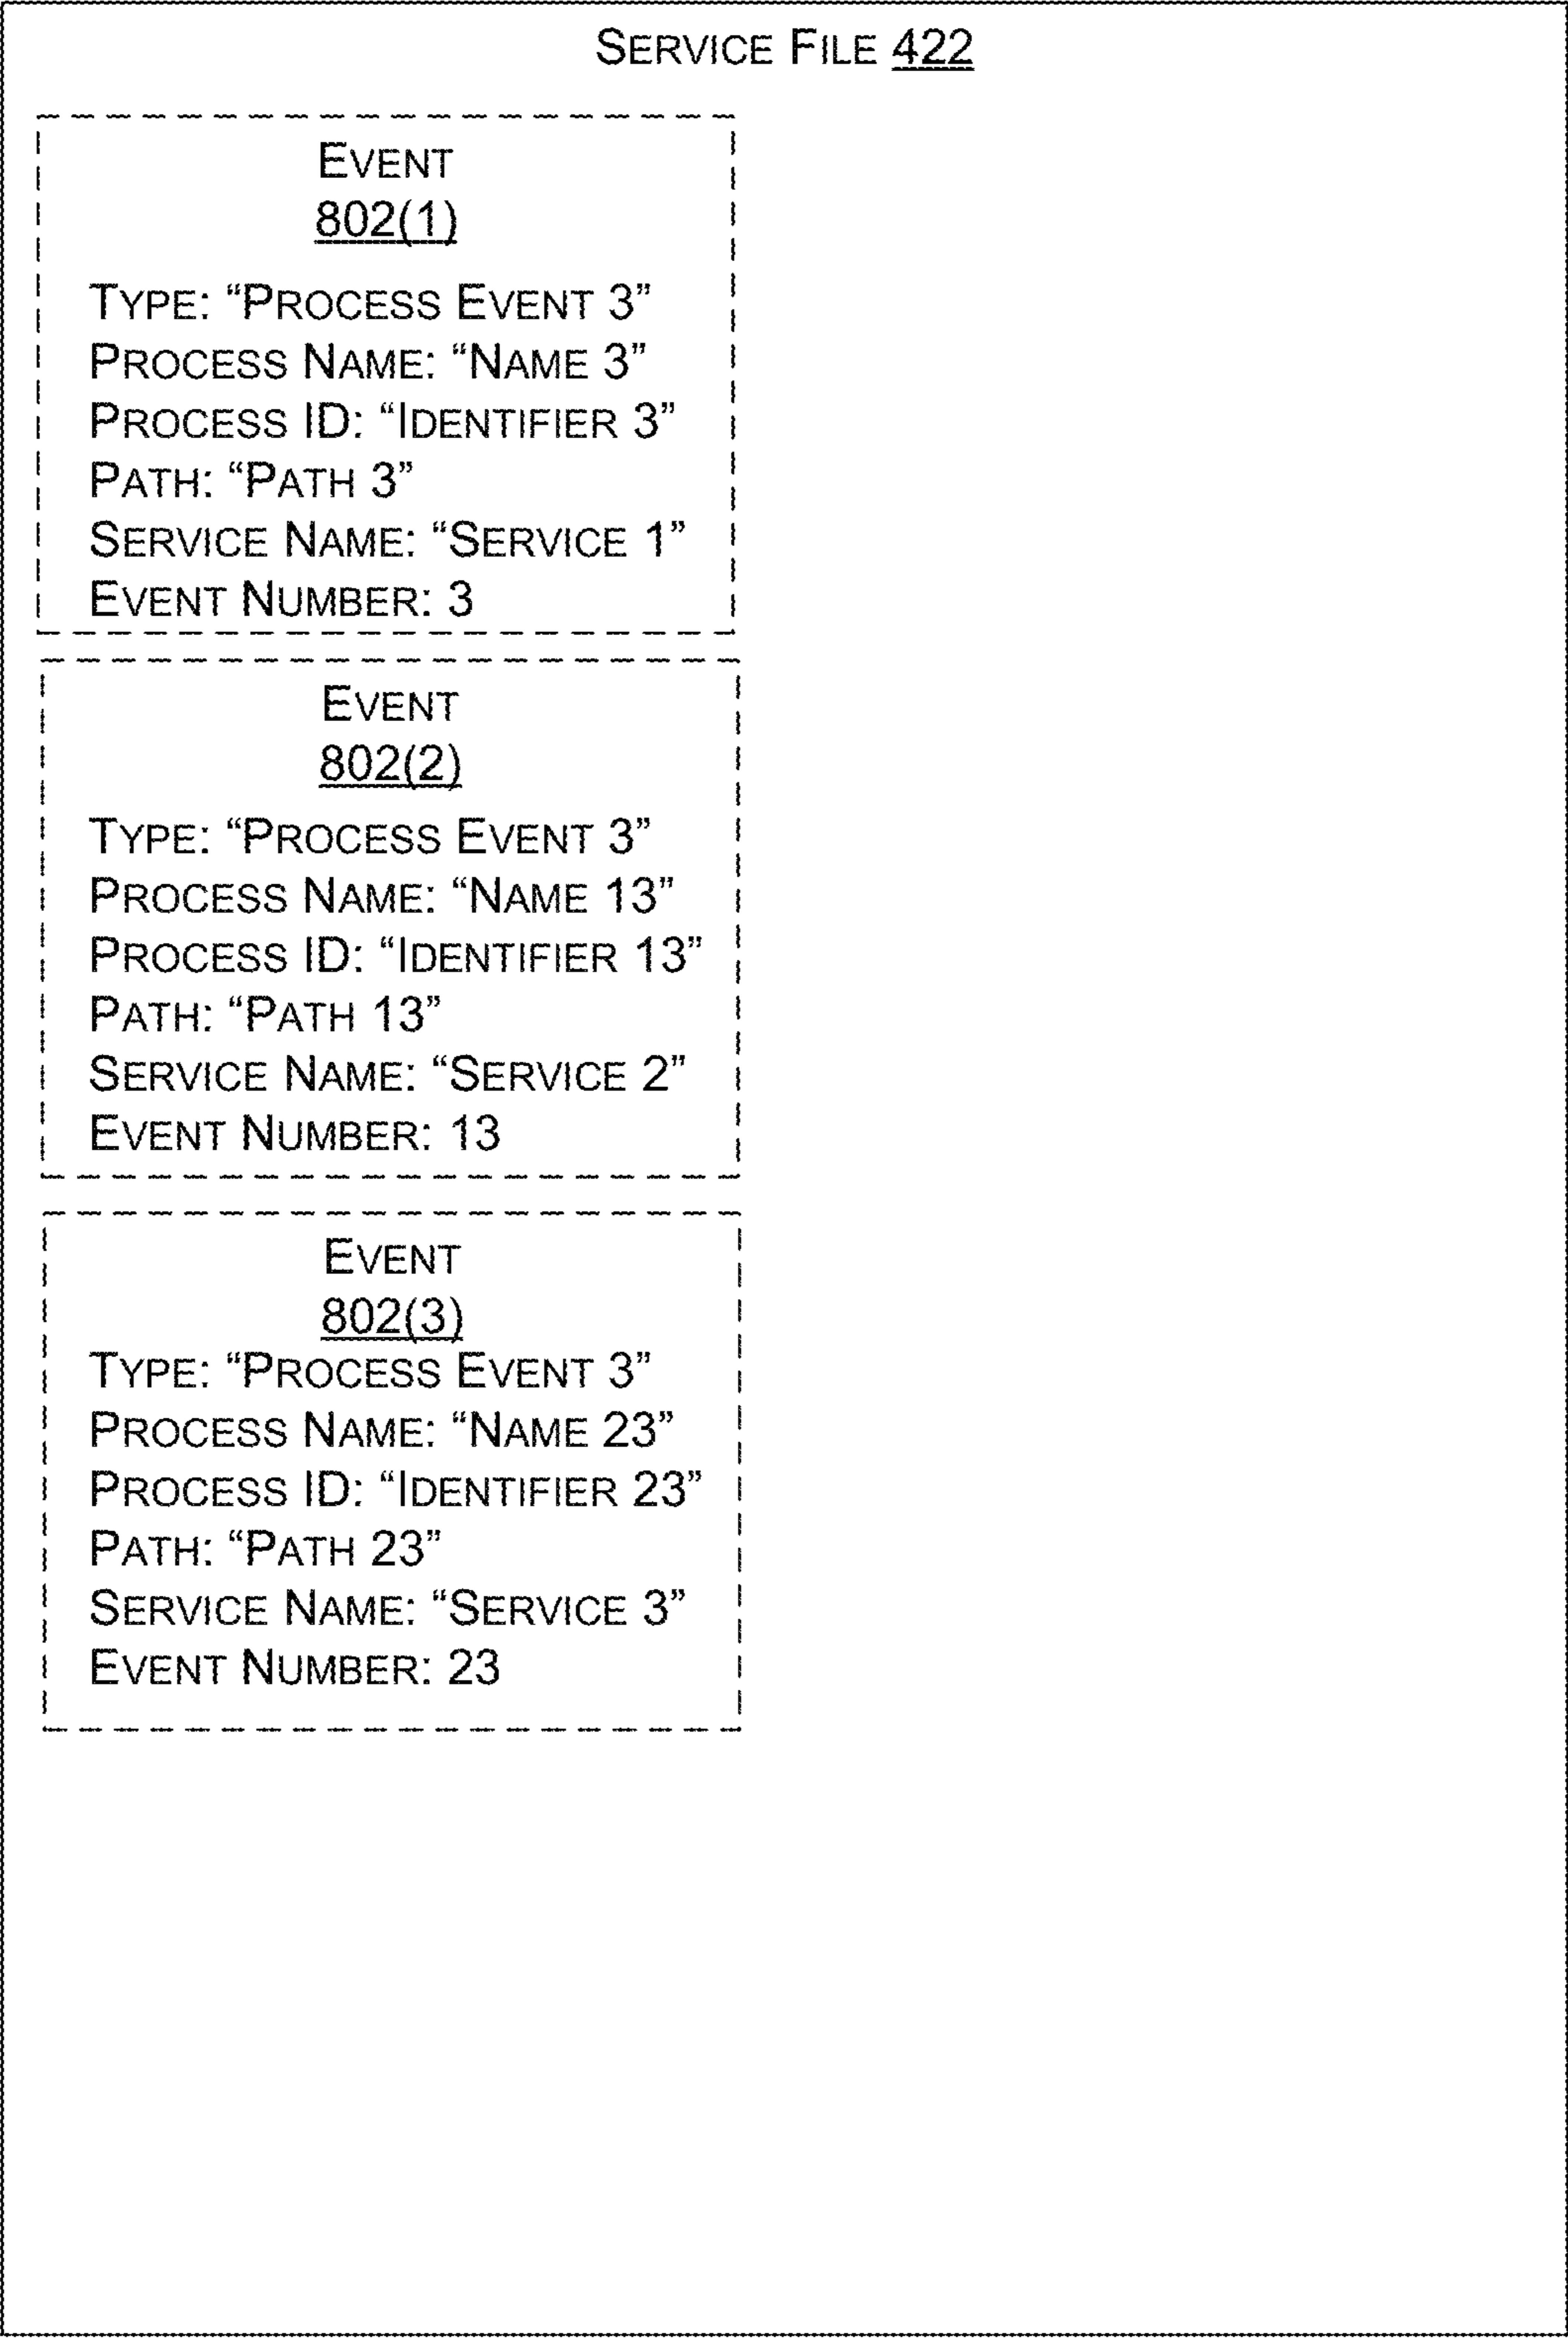 SERVICE FILE 422
EVENT
802(1)
TYPE: “PROCESS EVENT 3”
PROCESS NAME: “NAME 3”
PROCESS ID: “IDENTIFIER 3”
PATH: “PATH 3”
SERVICE NAME: “SERVICE 1”
EVENT NUMBER: 3
EVENT
802(2)
TYPE: “PROCESS EVENT 3”
PROCESS NAME: “NAME 13”
PROCESS ID: “IDENTIFIER 13”
PATH: “PATH 13”
SERVICE NAME: “SERVICE 2”
EVENT NUMBER: 13
EVENT
802(3)
TYPE: “PROCESS EVENT 3”
PROCESS NAME: “NAME 23”
PROCESS ID: “IDENTIFIER 23”
PATH: “PATH 23”
SERVICE NAME: “SERVICE 3”
EVENT NUMBER: 23